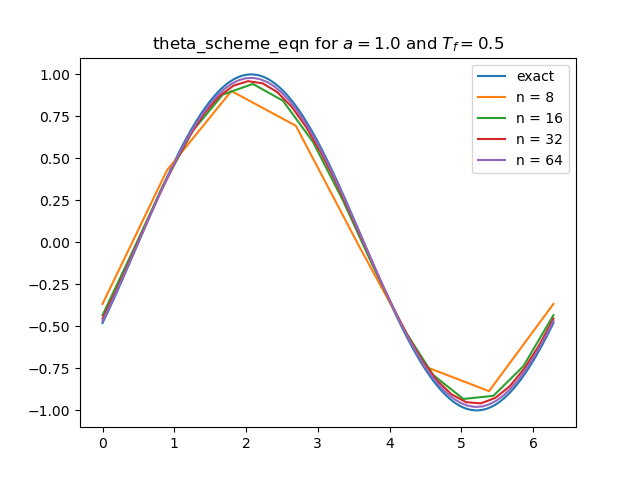 theta_scheme_eqn for a = 1.0 and T_f = 0.5
1.00
0.75
0.50
0.25
0.00
−0.25
−0.50
−0.75
−1.00
0 1 2 3 4 5 6
exact
n = 8
n = 16
n = 32
n = 64